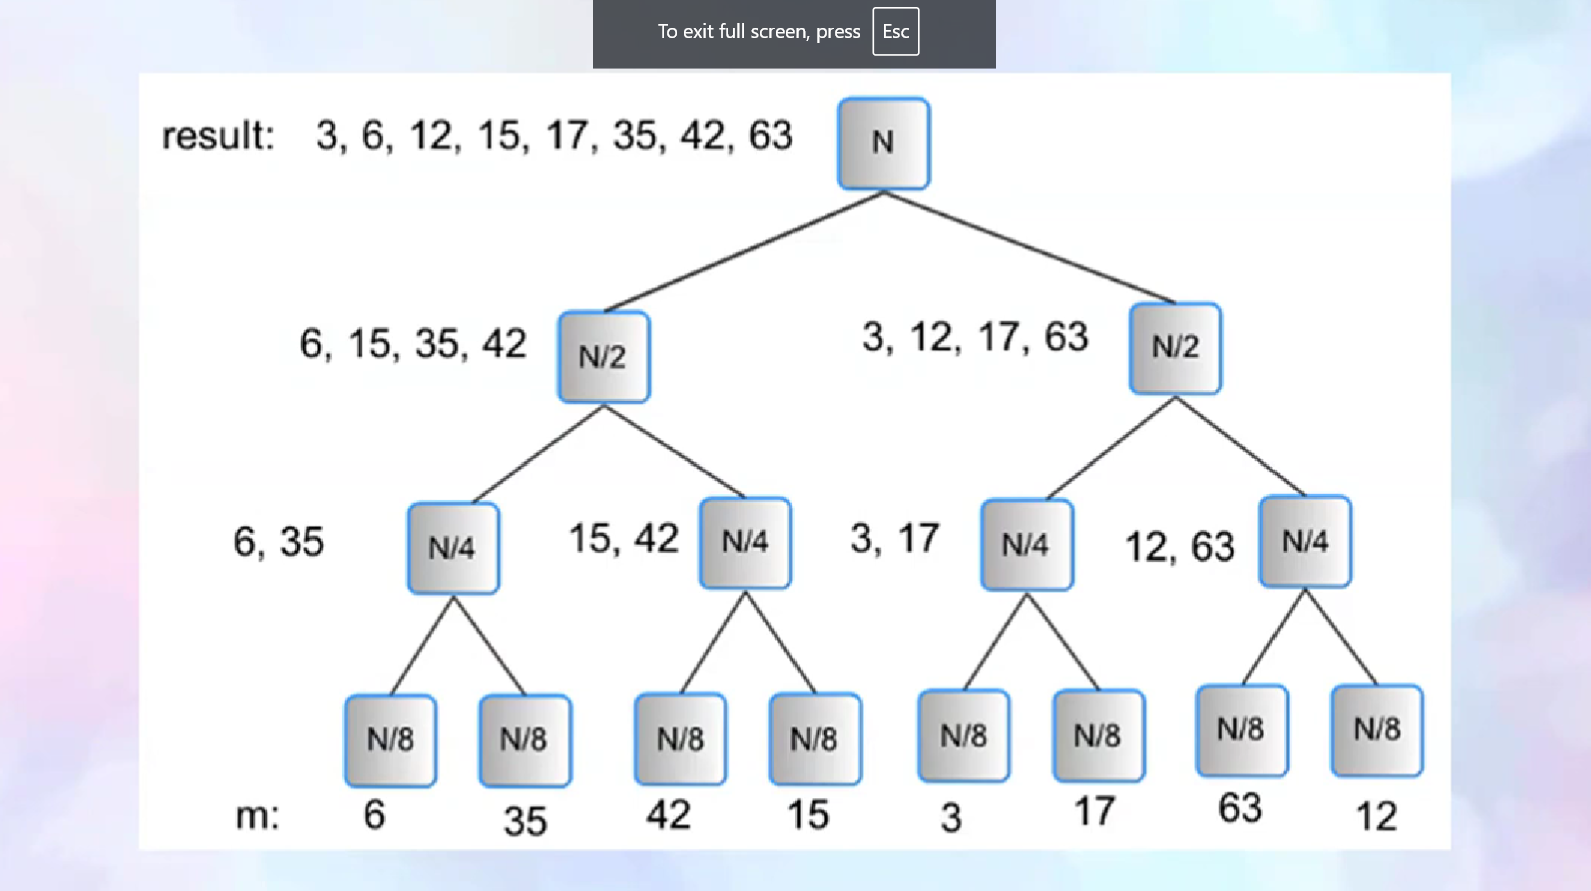 To exit full screen, press Esc
result: 3, 6, 12, 15, 17, 35, 42, 63 N
6, 15, 35, 42 N/2 3, 12, 17, 63 N/2
6, 35 N/4 15, 42 N/4 3, 17 N/4 12, 63 N/4
N/8 N/8 N/8 N/8 N/8 N/8 N/8 N/8
m: 6 35 42 15 3 17 63 12